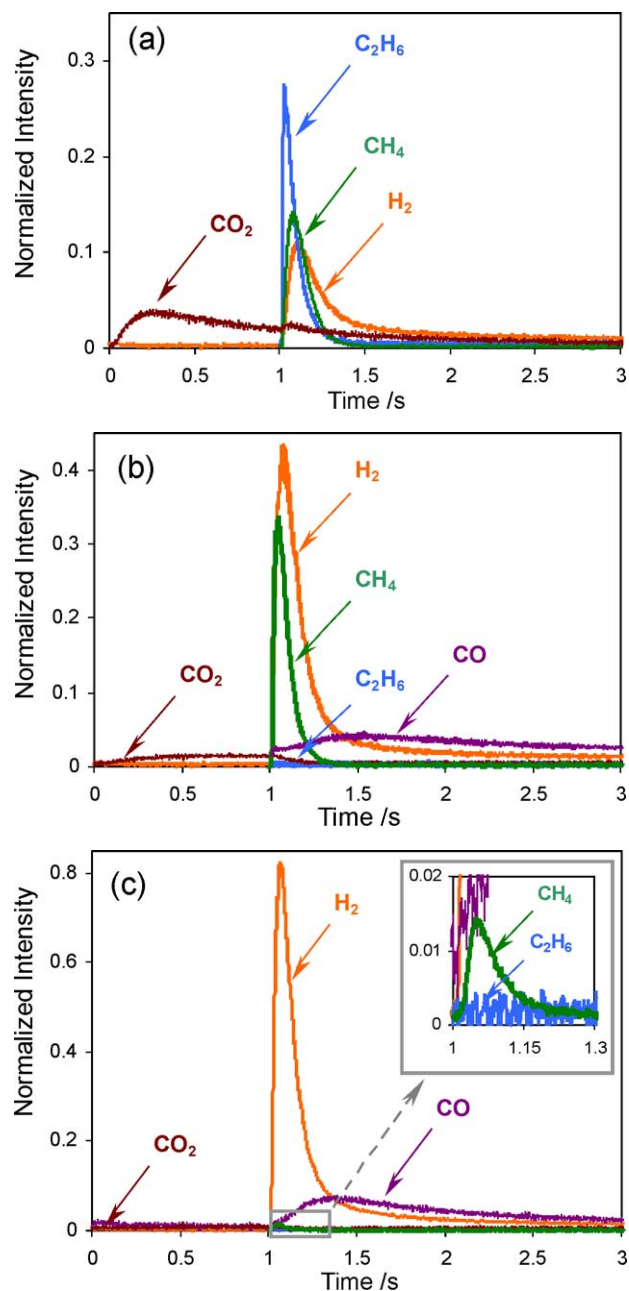 (a)
Normalized Intensity
0.3
0.2
0.1
0
C₂H₆
CH₄
H₂
CO₂
0 0.5 1 1.5 2 2.5 3
Time /s
(b)
Normalized Intensity
0.4
0.3
0.2
0.1
0
H₂
CH₄
CO₂
C₂H₆
CO
0 0.5 1 1.5 2 2.5 3
Time /s
(c)
Normalized Intensity
0.8
0.6
0.4
0.2
0
H₂
CO₂
CO
0.02
0.01
0
CH₄
C₂H₆
1 1.15 1.3
0 0.5 1 1.5 2 2.5 3
Time /s